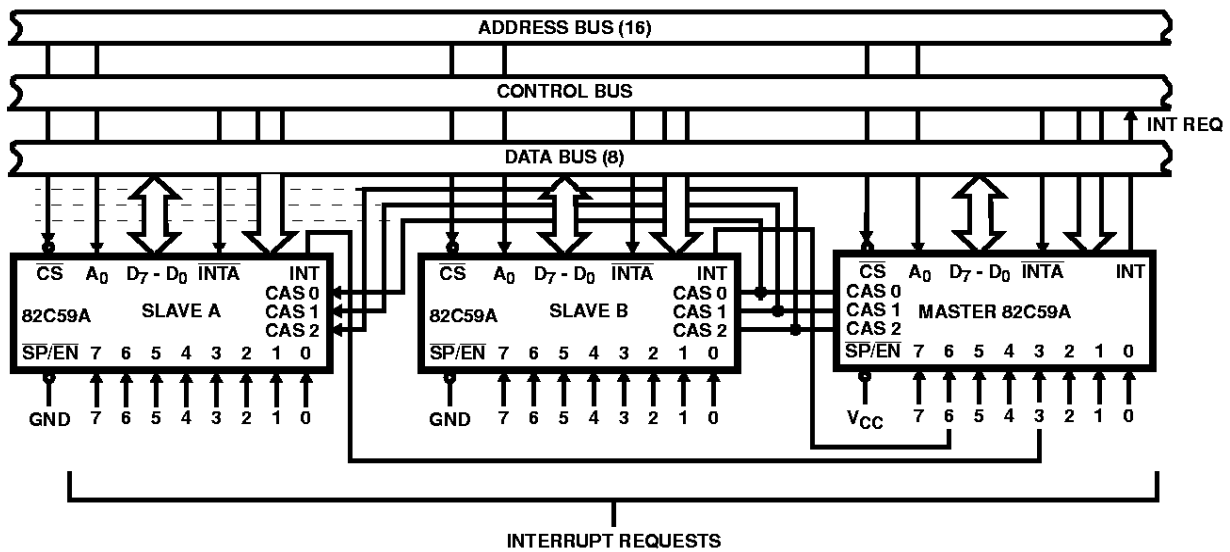 ADDRESS BUS (16)
CONTROL BUS
INT REQ
DATA BUS (8)
CS A0 D7 - D0 INTA INT
CAS 0
CAS 1
CAS 2
82C59A SLAVE A
SP/EN 7 6 5 4 3 2 1 0
GND 7 6 5 4 3 2 1 0
CS A0 D7 - D0 INTA INT
CAS 0
CAS 1
CAS 2
82C59A SLAVE B
SP/EN 7 6 5 4 3 2 1 0
GND 7 6 5 4 3 2 1 0
CS A0 D7 - D0 INTA INT
CAS 0
CAS 1
CAS 2
MASTER 82C59A
SP/EN 7 6 5 4 3 2 1 0
VCC 7 6 5 4 3 2 1 0
INTERRUPT REQUESTS